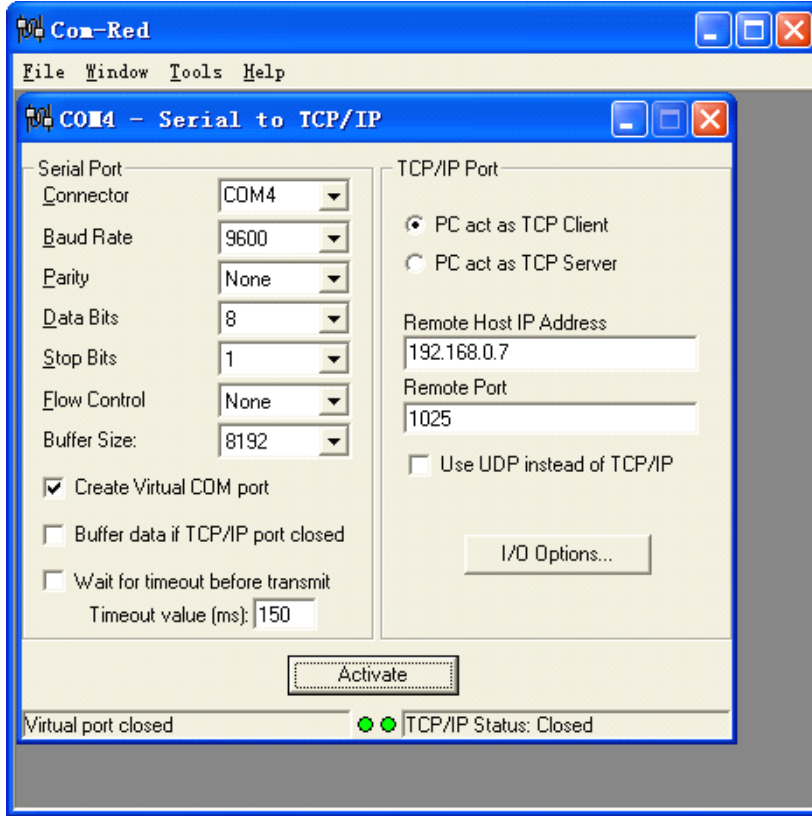 Com-Red
File Window Tools Help
COM4 - Serial to TCP/IP
Serial Port
Connector COM4
Baud Rate 9600
Parity None
Data Bits 8
Stop Bits 1
Flow Control None
Buffer Size: 8192
Create Virtual COM port
Buffer data if TCP/IP port closed
Wait for timeout before transmit
Timeout value (ms): 150
TCP/IP Port
PC act as TCP Client
PC act as TCP Server
Remote Host IP Address
192.168.0.7
Remote Port
1025
Use UDP instead of TCP/IP
I/O Options...
Activate
Virtual port closed
TCP/IP Status: Closed